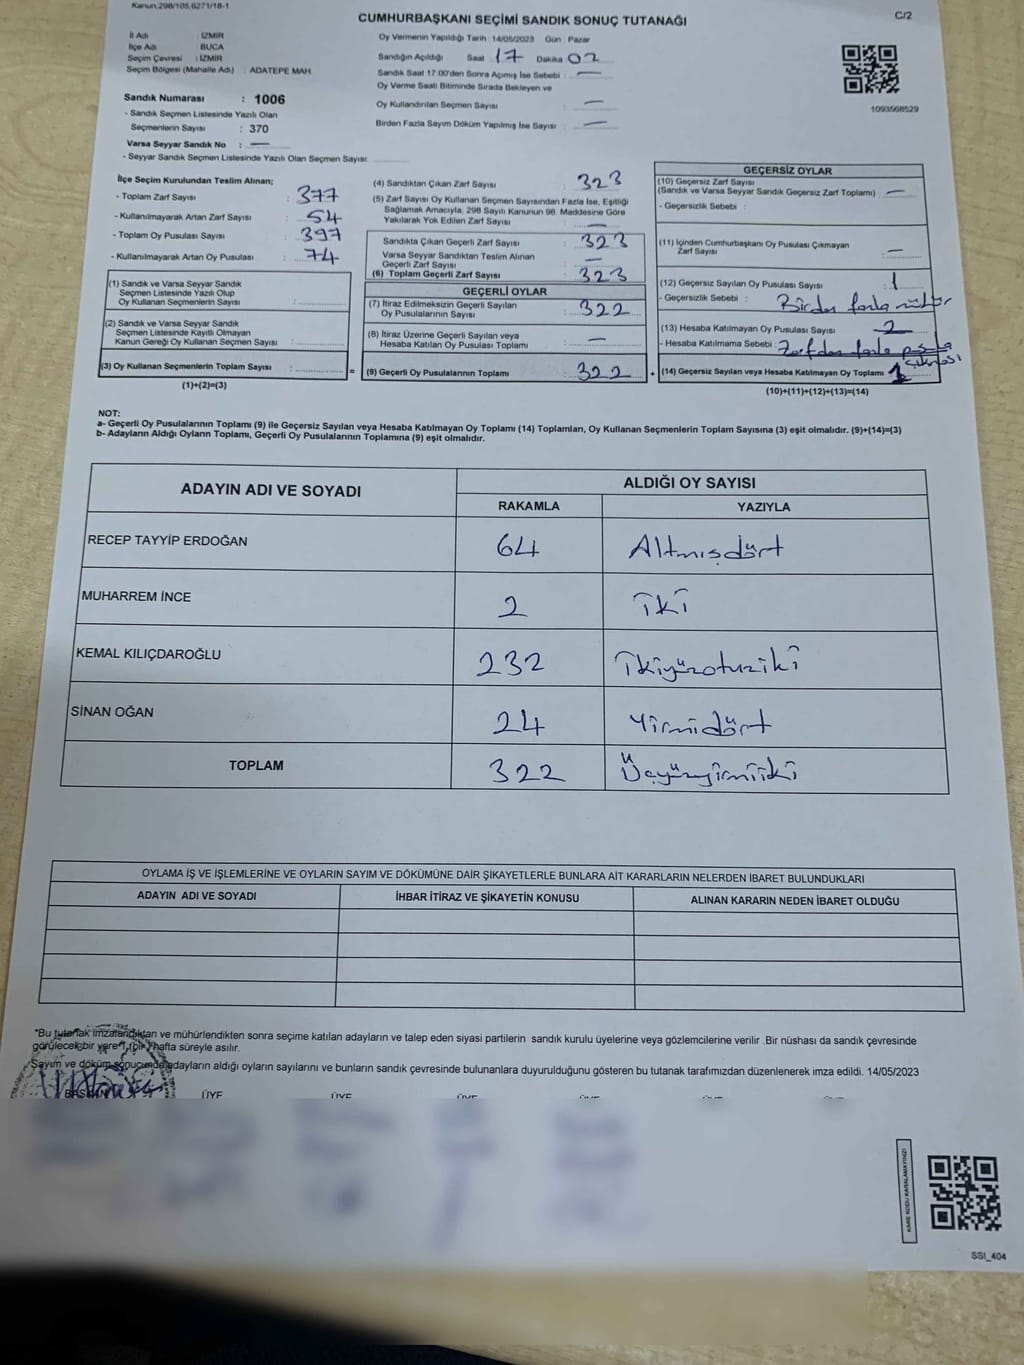 Kanun,298/105,6271/18-1
CUMHURBAŞKANI SEÇİMİ SANDIK SONUÇ TUTANAĞI
C/2
İl Adı : İZMİR
İlçe Adı : BUCA
Seçim Çevresi : İZMİR
Seçim Bölgesi (Mahalle Adı) : ADATEPE MAH.
Oy Vermenin Yapıldığı Tarih : 14/05/2023 Gün : Pazar
Sandığın Açıldığı Saat : 17 Dakika 02
Sandık Saat 17:00'den Sonra Açımış İse Sebebi : —
Oy Verme Saati Bitiminde Sırada Bekleyen ve
Oy Kullandırılan Seçmen Sayısı : —
Birden Fazla Sayım Döküm Yapılmış İse Sayısı : —
1093568529
Sandık Numarası : 1006
- Sandık Seçmen Listesinde Yazılı Olan
Seçmenlerin Sayısı : 370
Varsa Seyyar Sandık No : —
- Seyyar Sandık Seçmen Listesinde Yazılı Olan Seçmen Sayısı:
İlçe Seçim Kurulundan Teslim Alınan;
- Toplam Zarf Sayısı : 377
- Kullanılmayarak Artan Zarf Sayısı : 54
- Toplam Oy Pusulası Sayısı : 397
- Kullanılmayarak Artan Oy Pusulası : 74
(1) Sandık ve Varsa Seyyar Sandık
Seçmen Listesinde Yazılı Olup
Oy Kullanan Seçmenlerin Sayısı :
(2) Sandık ve Varsa Seyyar Sandık
Seçmen Listesinde Kayıtlı Olmayan
Kanun Gereği Oy Kullanan Seçmen Sayısı :
(3) Oy Kullanan Seçmenlerin Toplam Sayısı :
(1)+(2)=(3)
(4) Sandıktan Çıkan Zarf Sayısı : 323
(5) Zarf Sayısı Oy Kullanan Seçmen Sayısından Fazla İse, Eşitliği
Sağlamak Amacıyla, 298 Sayılı Kanunun 98. Maddesine Göre
Yakılarak Yok Edilen Zarf Sayısı : —
Sandıkta Çıkan Geçerli Zarf Sayısı : 323
Varsa Seyyar Sandıktan Teslim Alınan
Geçerli Zarf Sayısı : —
(6) Toplam Geçerli Zarf Sayısı : 323
GEÇERLİ OYLAR
(7) İtiraz Edilmeksizin Geçerli Sayılan
Oy Pusulalarının Sayısı : 322
(8) İtiraz Üzerine Geçerli Sayılan veya
Hesaba Katılan Oy Pusulası Toplamı : —
= (9) Geçerli Oy Pusulalarının Toplamı : 322 +
GEÇERSİZ OYLAR
(10) Geçersiz Zarf Sayısı
(Sandık ve Varsa Seyyar Sandık Geçersiz Zarf Toplamı) : —
- Geçersizlik Sebebi :
(11) İçinden Cumhurbaşkanı Oy Pusulası Çıkmayan
Zarf Sayısı : —
(12) Geçersiz Sayılan Oy Pusulası Sayısı : 1
- Geçersizlik Sebebi : Birden fazla mühür
(13) Hesaba Katılmayan Oy Pusulası Sayısı : 2
- Hesaba Katılmama Sebebi : Zarfdan fazla pusula
çıkması
(14) Geçersiz Sayılan veya Hesaba Katılmayan Oy Toplamı :
(10)+(11)+(12)+(13)=(14)
NOT:
a- Geçerli Oy Pusulalarının Toplamı (9) ile Geçersiz Sayılan veya Hesaba Katılmayan Oy Toplamı (14) Toplamları, Oy Kullanan Seçmenlerin Toplam Sayısına (3) eşit olmalıdır. (9)+(14)=(3)
b- Adayların Aldığı Oyların Toplamı, Geçerli Oy Pusulalarının Toplamına (9) eşit olmalıdır.
ADAYIN ADI VE SOYADI ALDIĞI OY SAYISI
RAKAMLA YAZIYLA
RECEP TAYYİP ERDOĞAN 64 Altmışdört
MUHARREM İNCE 2 İki
KEMAL KILIÇDAROĞLU 232 İkiyüzotuziki
SİNAN OĞAN 24 Yirmidört
TOPLAM 322 Üçyüzyirmiiki
OYLAMA İŞ VE İŞLEMLERİNE VE OYLARIN SAYIM VE DÖKÜMÜNE DAİR ŞİKAYETLERLE BUNLARA AİT KARARLARIN NELERDEN İBARET BULUNDUKLARI
ADAYIN ADI VE SOYADI İHBAR İTİRAZ VE ŞİKAYETİN KONUSU ALINAN KARARIN NEDEN İBARET OLDUĞU
*Bu tutanak imzalandıktan ve mühürlendikten sonra seçime katılan adayların ve talep eden siyasi partilerin sandık kurulu üyelerine veya gözlemcilerine verilir .Bir nüshası da sandık çevresinde
görülecek bir yere 1 (bir) hafta süreyle asılır.
Sayım ve döküm sonucunda adayların aldığı oyların sayılarını ve bunların sandık çevresinde bulunanlara duyurulduğunu gösteren bu tutanak tarafımızdan düzenlenerek imza edildi. 14/05/2023
BAŞKAN ÜYE ÜYE ÜYE
KARE KODU KARALAMAYINIZ!
SSI_404